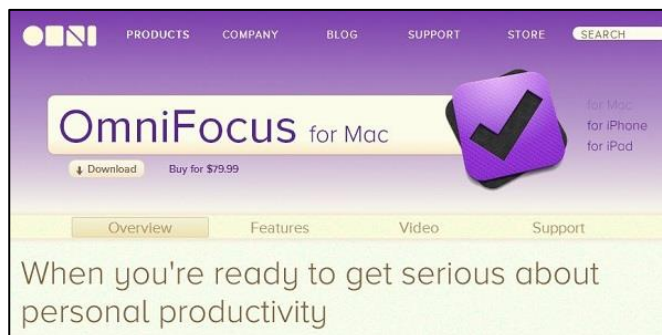 OMNI PRODUCTS COMPANY BLOG SUPPORT STORE SEARCH
OmniFocus for Mac
for Mac
for iPhone
for iPad
Download Buy for $79.99
Overview Features Video Support
When you're ready to get serious about
personal productivity